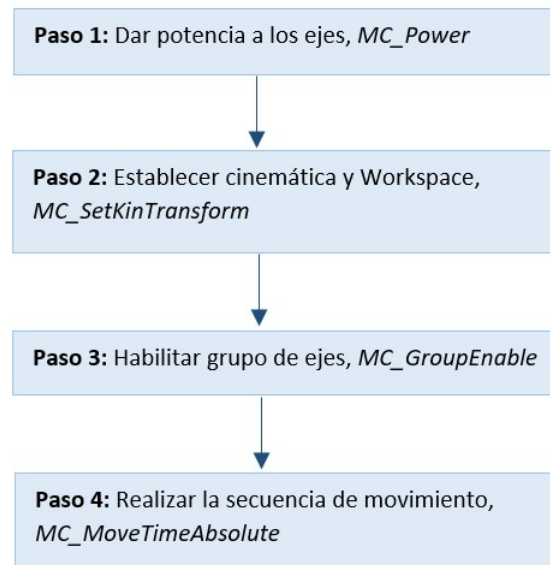 Paso 1: Dar potencia a los ejes, MC_Power
Paso 2: Establecer cinemática y Workspace,
MC_SetKinTransform
Paso 3: Habilitar grupo de ejes, MC_GroupEnable
Paso 4: Realizar la secuencia de movimiento,
MC_MoveTimeAbsolute